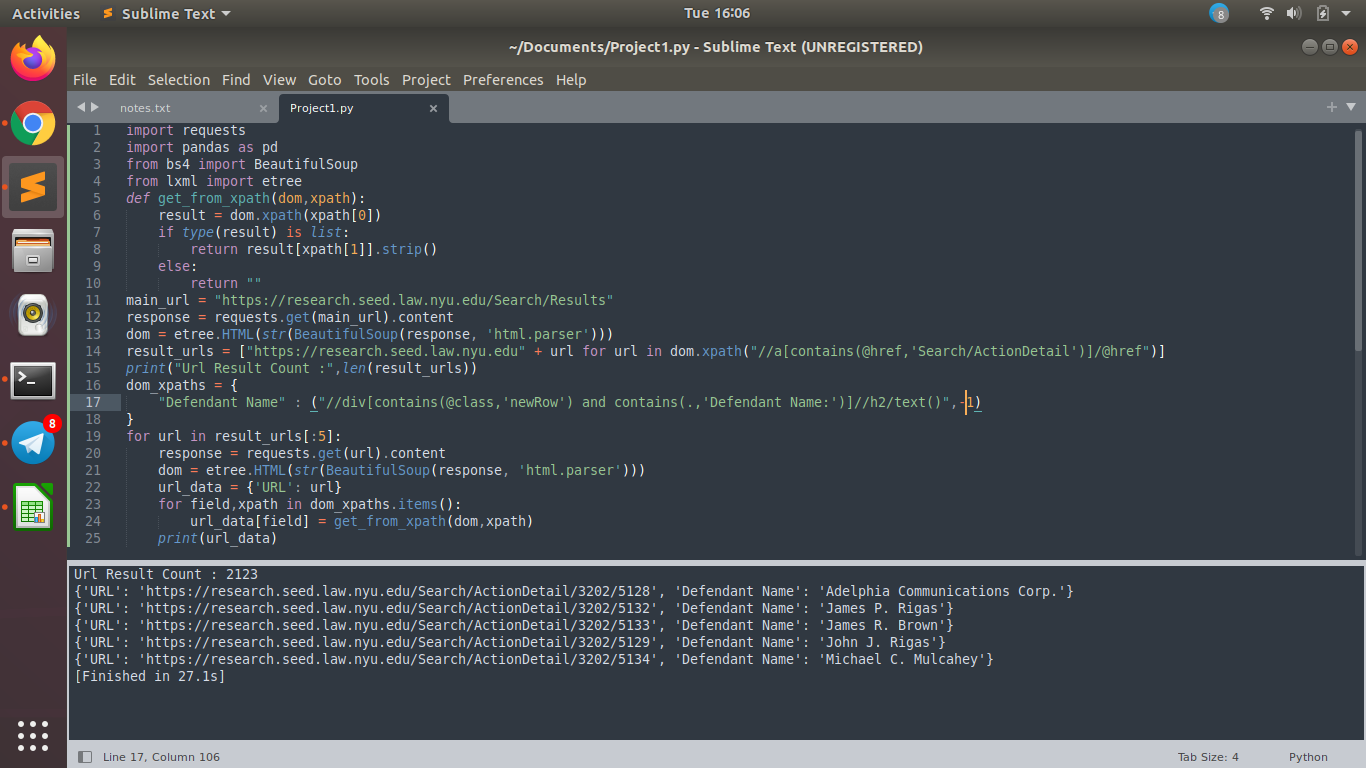 Activities Sublime Text Tue 16:06 8
~/Documents/Project1.py - Sublime Text (UNREGISTERED)
File Edit Selection Find View Goto Tools Project Preferences Help
notes.txt × Project1.py ×
1 import requests
2 import pandas as pd
3 from bs4 import BeautifulSoup
4 from lxml import etree
5 def get_from_xpath(dom,xpath):
6 result = dom.xpath(xpath[0])
7 if type(result) is list:
8 return result[xpath[1]].strip()
9 else:
10 return ""
11 main_url = "https://research.seed.law.nyu.edu/Search/Results"
12 response = requests.get(main_url).content
13 dom = etree.HTML(str(BeautifulSoup(response, 'html.parser')))
14 result_urls = ["https://research.seed.law.nyu.edu" + url for url in dom.xpath("//a[contains(@href,'Search/ActionDetail')]/@href")]
15 print("Url Result Count :",len(result_urls))
16 dom_xpaths = {
17 "Defendant Name" : ("//div[contains(@class,'newRow') and contains(.,'Defendant Name:')]//h2/text()",-1)
18 }
19 for url in result_urls[:5]:
20 response = requests.get(url).content
21 dom = etree.HTML(str(BeautifulSoup(response, 'html.parser')))
22 url_data = {'URL': url}
23 for field,xpath in dom_xpaths.items():
24 url_data[field] = get_from_xpath(dom,xpath)
25 print(url_data)
8
Url Result Count : 2123
{'URL': 'https://research.seed.law.nyu.edu/Search/ActionDetail/3202/5128', 'Defendant Name': 'Adelphia Communications Corp.'}
{'URL': 'https://research.seed.law.nyu.edu/Search/ActionDetail/3202/5132', 'Defendant Name': 'James P. Rigas'}
{'URL': 'https://research.seed.law.nyu.edu/Search/ActionDetail/3202/5133', 'Defendant Name': 'James R. Brown'}
{'URL': 'https://research.seed.law.nyu.edu/Search/ActionDetail/3202/5129', 'Defendant Name': 'John J. Rigas'}
{'URL': 'https://research.seed.law.nyu.edu/Search/ActionDetail/3202/5134', 'Defendant Name': 'Michael C. Mulcahey'}
[Finished in 27.1s]
Line 17, Column 106 Tab Size: 4 Python